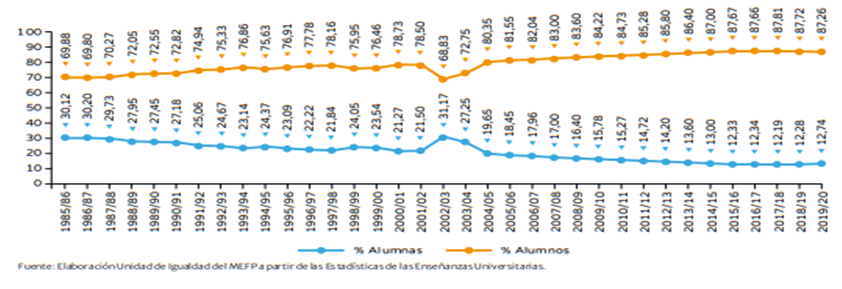 69,88 69,80 70,27 72,05 72,55 72,82 74,94 75,33 76,86 75,63 76,91 77,78 78,16 75,95 76,46 78,73 78,50 68,83 72,75 80,35 81,55 82,04 83,00 83,60 84,22 84,73 85,28 85,80 86,40 87,00 87,67 87,66 87,81 87,72 87,26
30,12 30,20 29,73 27,95 27,45 27,18 25,06 24,67 23,14 24,37 23,09 22,22 21,84 24,05 23,54 21,27 21,50 31,17 27,25 19,65 18,45 17,96 17,00 16,40 15,78 15,27 14,72 14,20 13,60 13,00 12,33 12,34 12,19 12,28 12,74
100
90
80
70
60
50
40
30
20
10
0
1985/86 1986/87 1987/88 1988/89 1989/90 1990/91 1991/92 1992/93 1993/94 1994/95 1995/96 1996/97 1997/98 1998/99 1999/00 2000/01 2001/02 2002/03 2003/04 2004/05 2005/06 2006/07 2007/08 2008/09 2009/10 2010/11 2011/12 2012/13 2013/14 2014/15 2015/16 2016/17 2017/18 2018/19 2019/20
% Alumnas % Alumnos
Fuente: Elaboración Unidad de Igualdad del MEFP a partir de las Estadísticas de las Enseñanzas Universitarias.